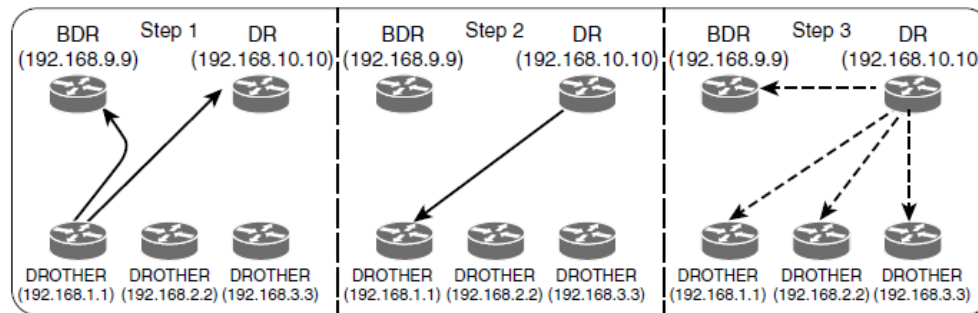 BDR Step 1 DR
(192.168.9.9) (192.168.10.10)
DROTHER DROTHER DROTHER
(192.168.1.1) (192.168.2.2) (192.168.3.3)
BDR Step 2 DR
(192.168.9.9) (192.168.10.10)
DROTHER DROTHER DROTHER
(192.168.1.1) (192.168.2.2) (192.168.3.3)
BDR Step 3 DR
(192.168.9.9) (192.168.10.10)
DROTHER DROTHER DROTHER
(192.168.1.1) (192.168.2.2) (192.168.3.3)